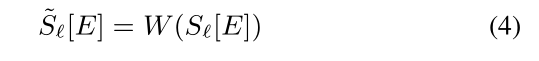 S̃ℓ[E] = W(Sℓ[E]) (4)